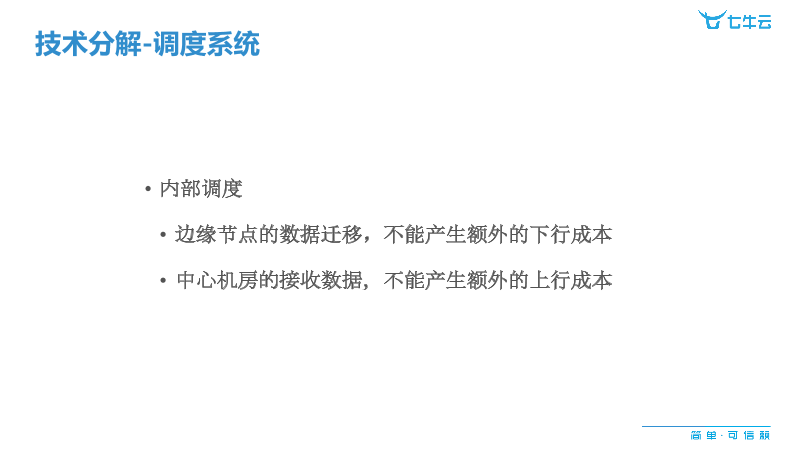 七牛云
技术分解-调度系统
• 内部调度
• 边缘节点的数据迁移，不能产生额外的下行成本
• 中心机房的接收数据，不能产生额外的上行成本
简单·可信赖